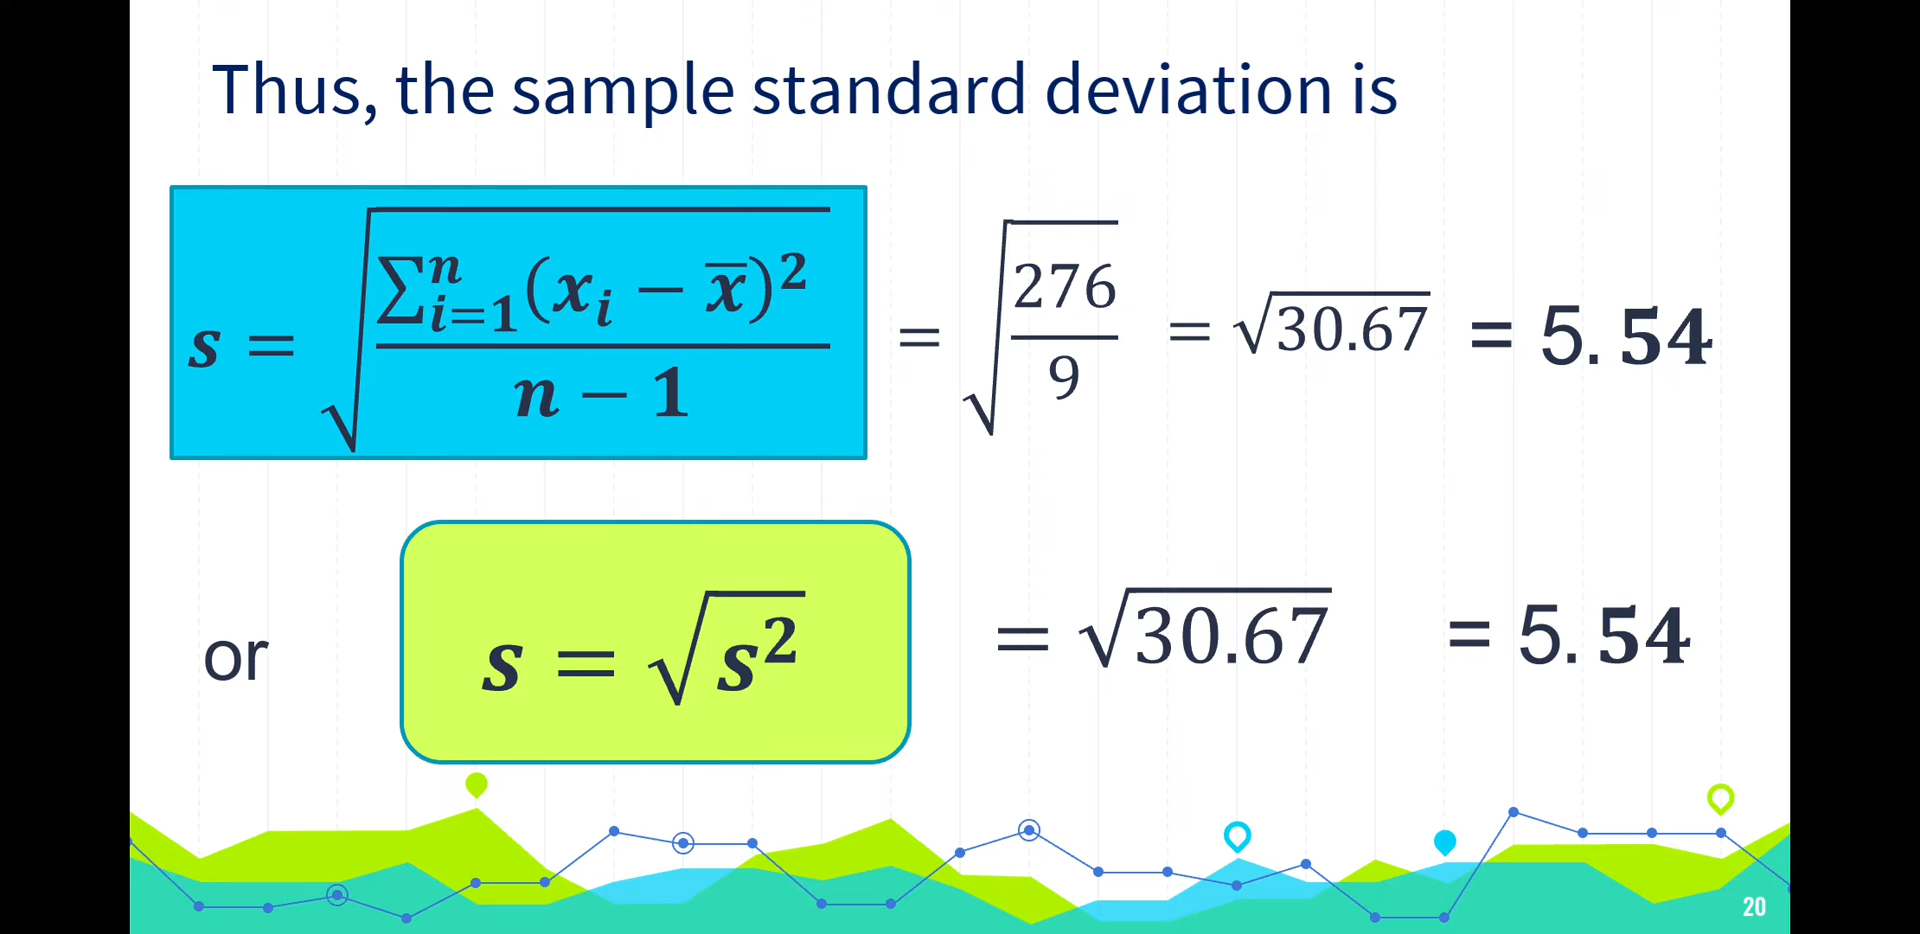 Thus, the sample standard deviation is
s = √(∑ⁿᵢ₌₁(xᵢ − x̄)² / (n − 1)) = √(276/9) = √30.67 = 5.54
or s = √s² = √30.67 = 5.54
20